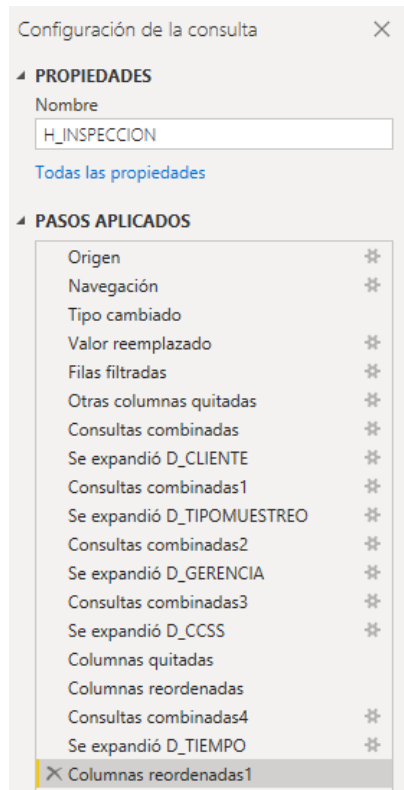 Configuración de la consulta
PROPIEDADES
Nombre
H_INSPECCION
Todas las propiedades
PASOS APLICADOS
Origen
Navegación
Tipo cambiado
Valor reemplazado
Filas filtradas
Otras columnas quitadas
Consultas combinadas
Se expandió D_CLIENTE
Consultas combinadas1
Se expandió D_TIPOMUESTREO
Consultas combinadas2
Se expandió D_GERENCIA
Consultas combinadas3
Se expandió D_CCSS
Columnas quitadas
Columnas reordenadas
Consultas combinadas4
Se expandió D_TIEMPO
Columnas reordenadas1